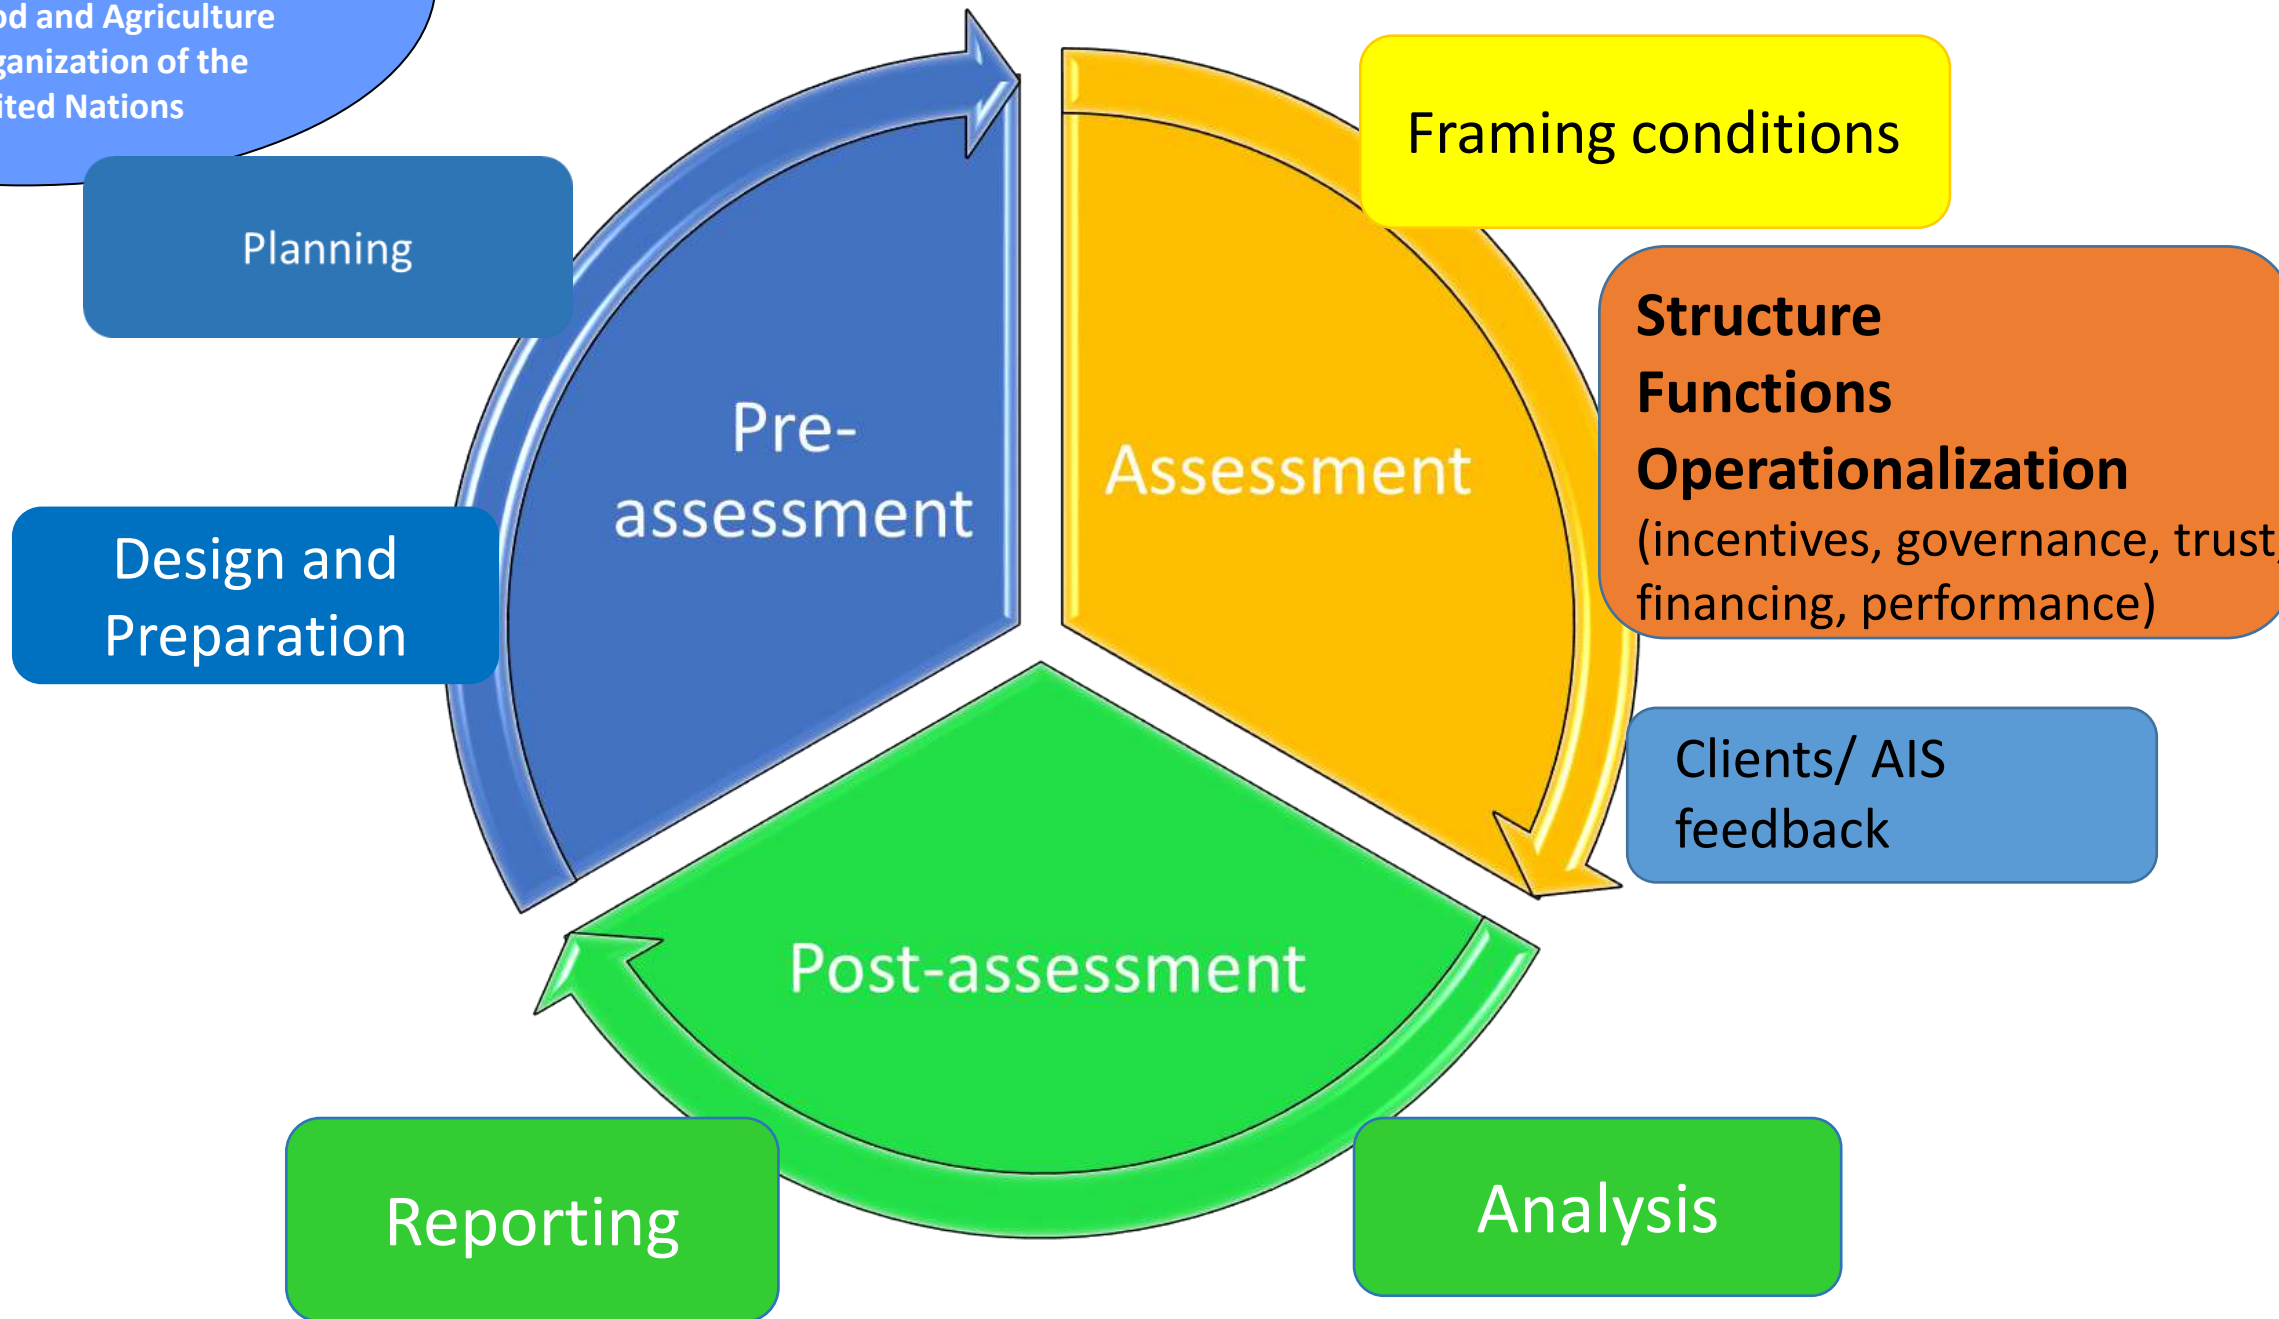 od and Agriculture
ganization of the
ited Nations
Planning
Design and
Preparation
Pre-
assessment
Assessment
Framing conditions
Structure
Functions
Operationalization
(incentives, governance, trust,
financing, performance)
Clients/ AIS
feedback
Post-assessment
Reporting
Analysis